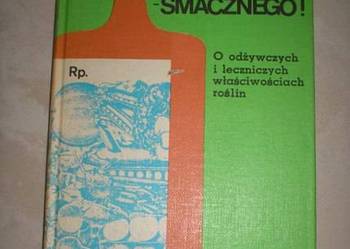 -SMACZNEGO!
Rp.
O odżywczych
i leczniczych
właściwościach
roślin